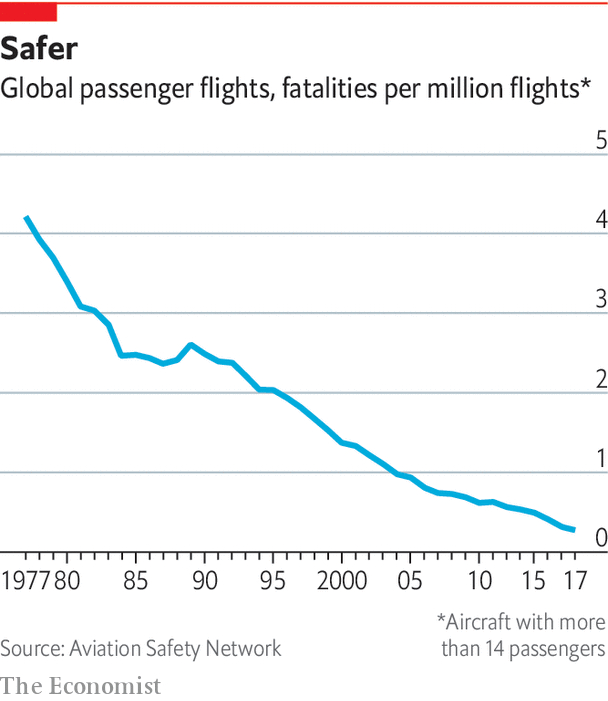 Safer
Global passenger flights, fatalities per million flights*
5
4
3
2
1
0
1977 80 85 90 95 2000 05 10 15 17
*Aircraft with more
than 14 passengers
Source: Aviation Safety Network
The Economist